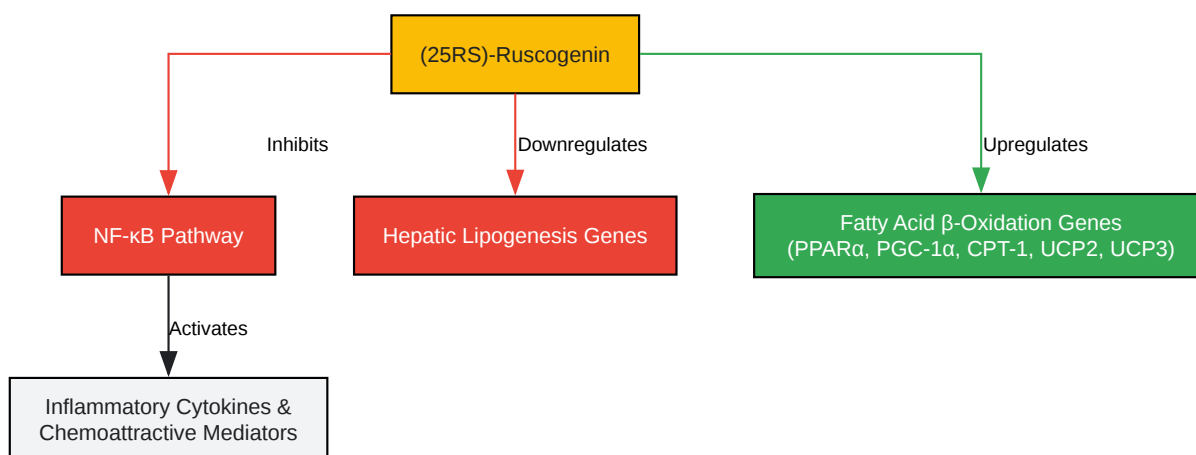 (25RS)-Ruscogenin
Inhibits
Downregulates
Upregulates
NF-κB Pathway
Hepatic Lipogenesis Genes
Fatty Acid β-Oxidation Genes
(PPARα, PGC-1α, CPT-1, UCP2, UCP3)
Activates
Inflammatory Cytokines &
Chemoattractive Mediators